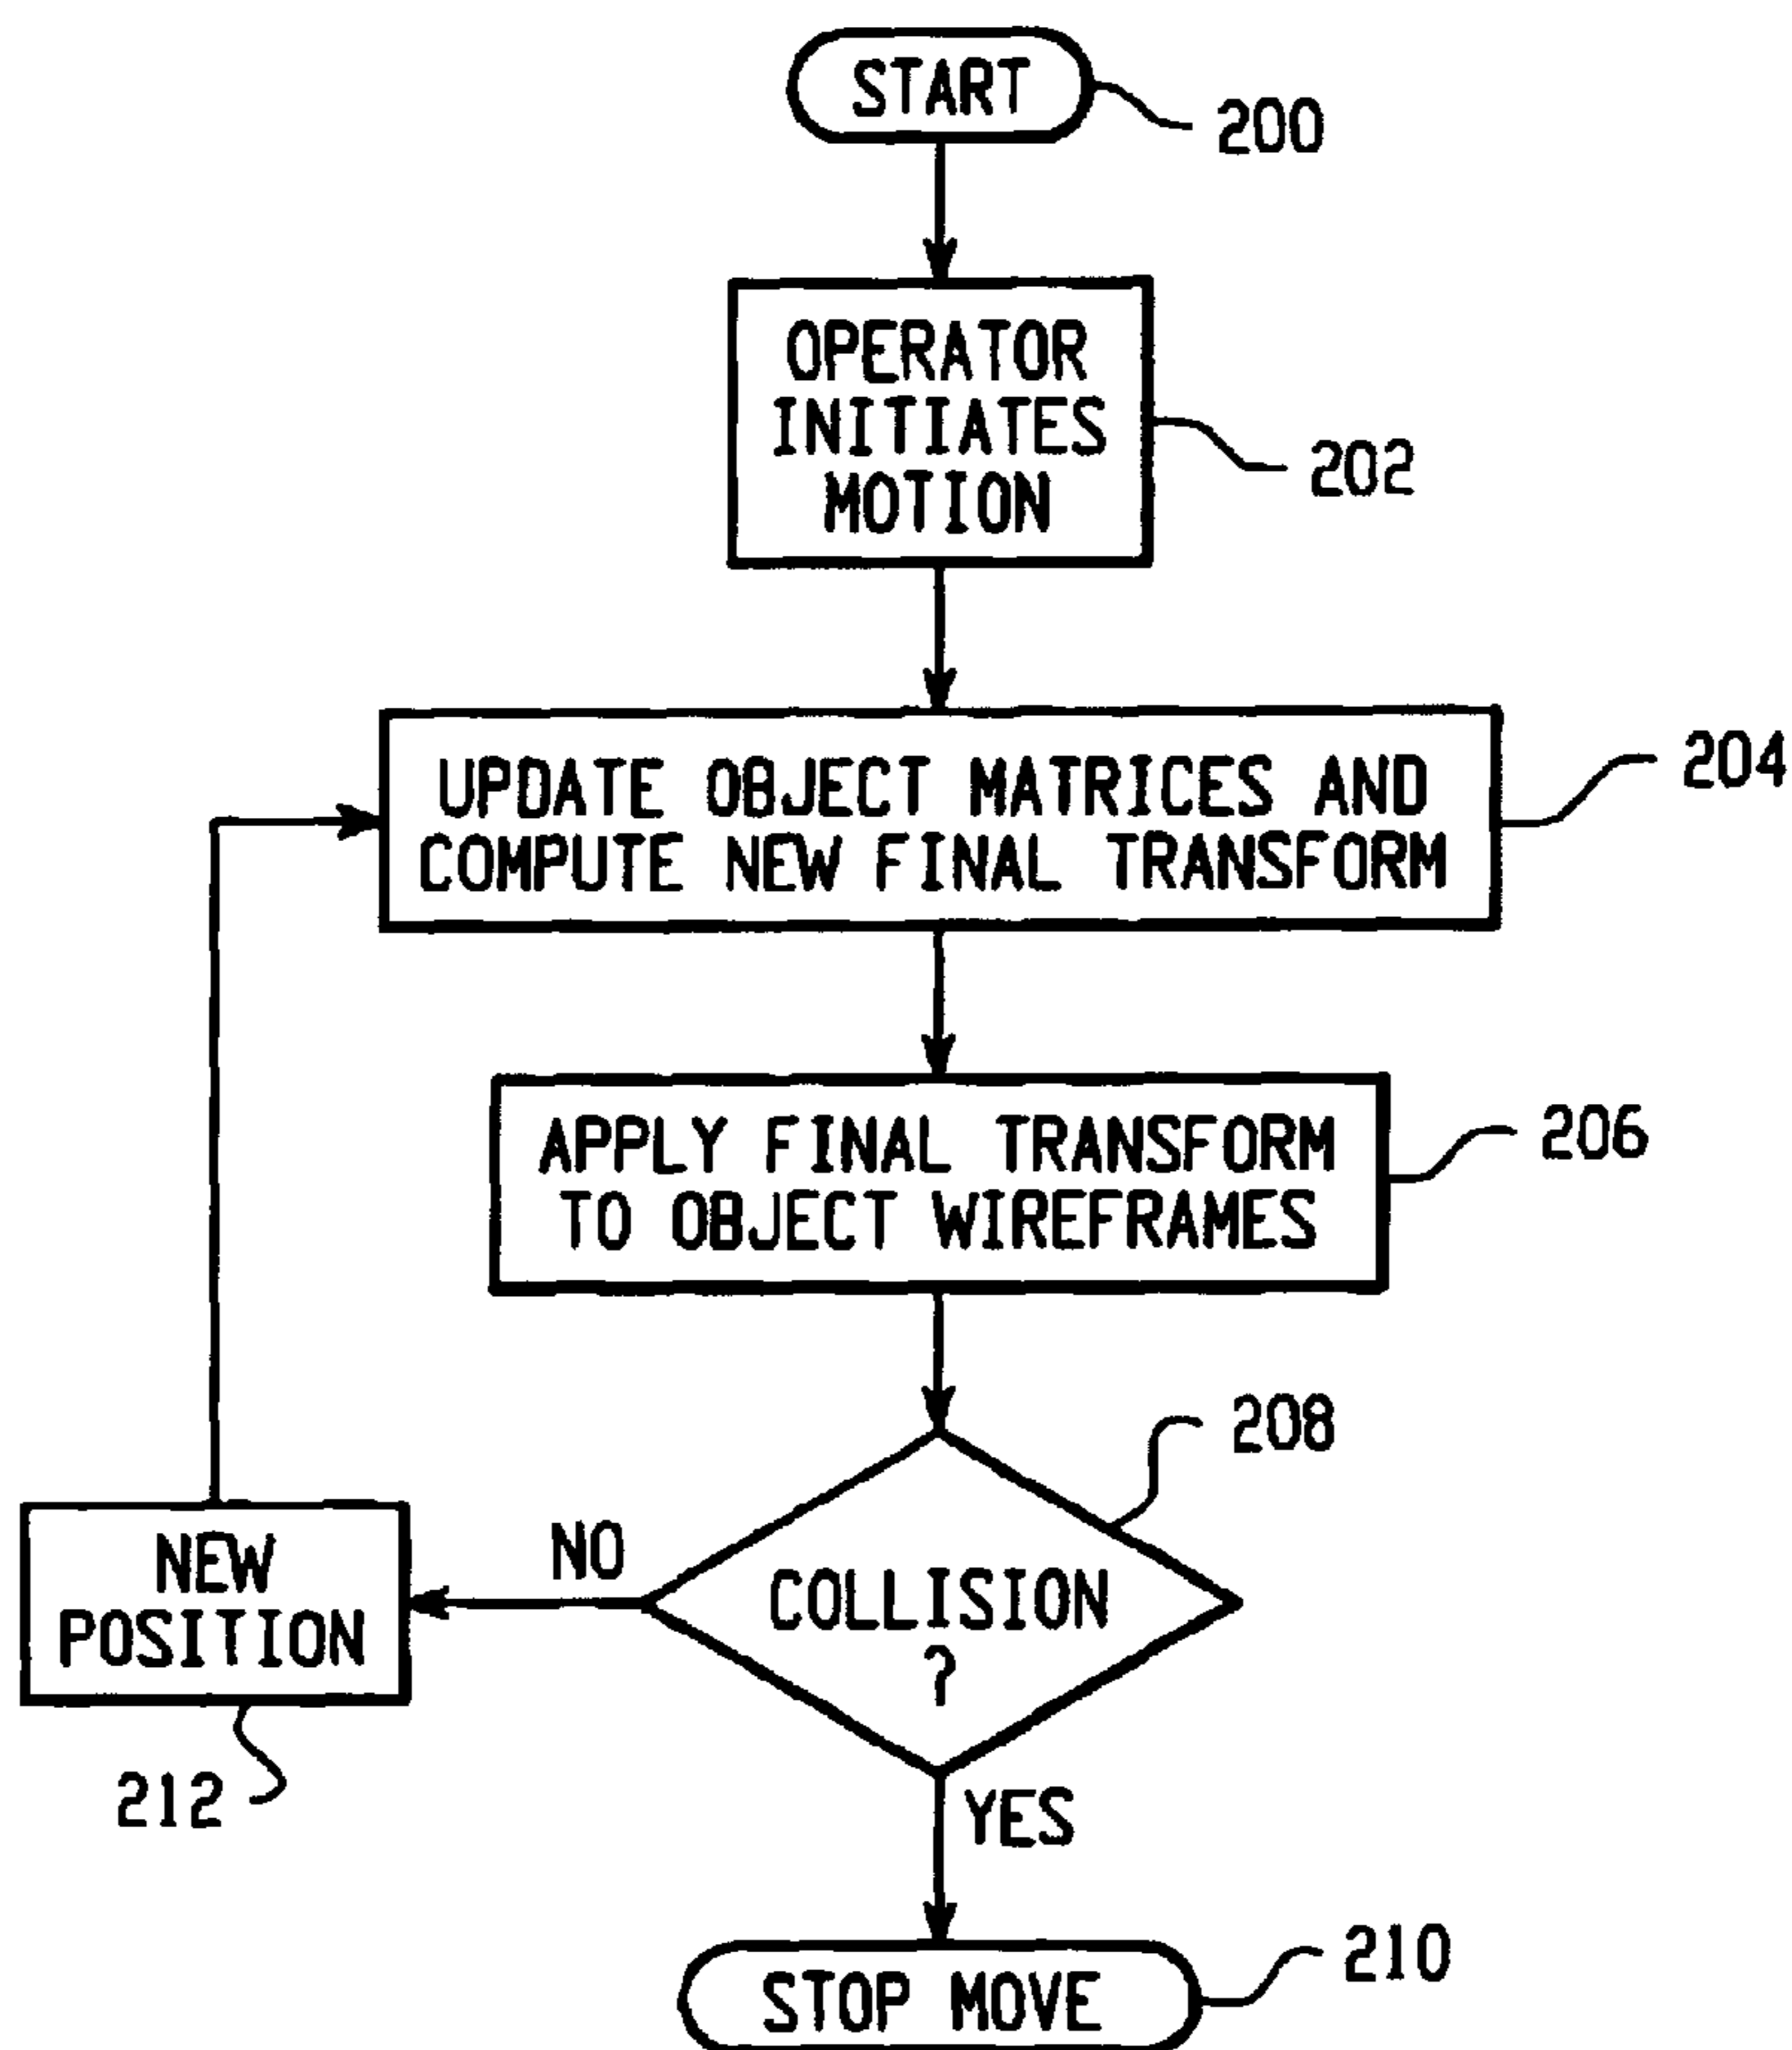 START
200
OPERATOR
INITIATES
MOTION
202
UPDATE OBJECT MATRICES AND
COMPUTE NEW FINAL TRANSFORM
204
APPLY FINAL TRANSFORM
TO OBJECT WIREFRAMES
206
208
COLLISION
?
NO
NEW
POSITION
212
YES
STOP MOVE
210